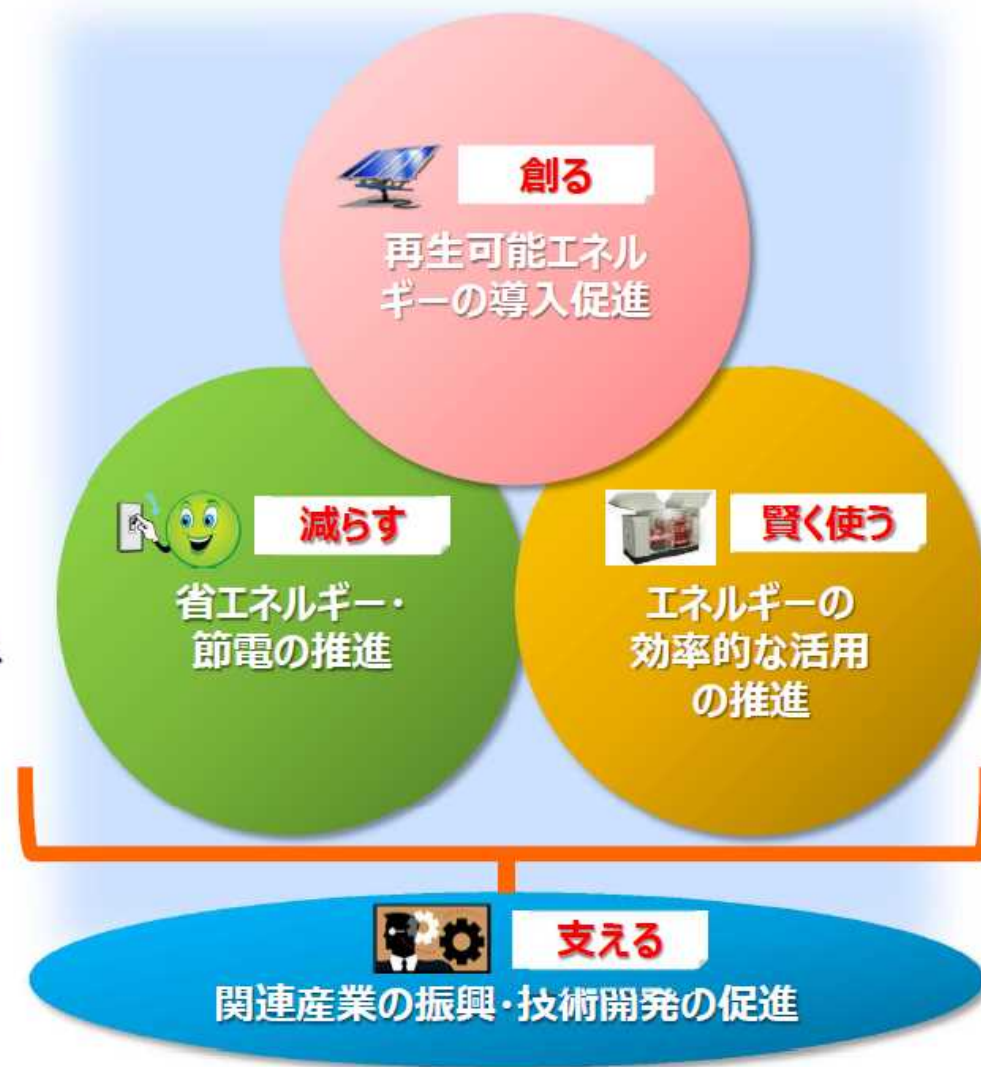 創る
再生可能エネル
ギーの導入促進
減らす
省エネルギー・
節電の推進
賢く使う
エネルギーの
効率的な活用
の推進
支える
関連産業の振興・技術開発の促進